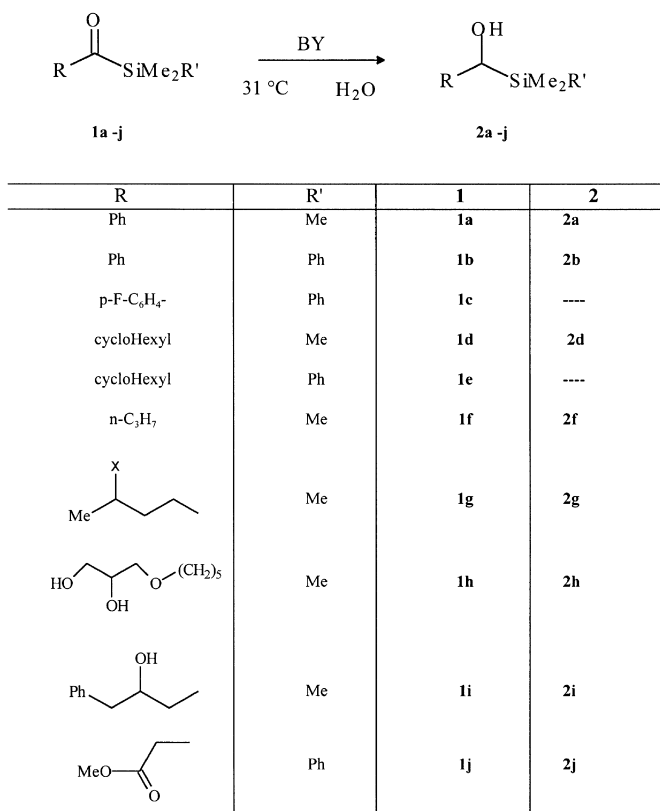 O OH
BY
R SiMe₂R' R SiMe₂R'
31 °C H₂O
1a -j 2a -j
R R' 1 2
Ph Me 1a 2a
Ph Ph 1b 2b
p-F-C₆H₄- Ph 1c ----
cycloHexyl Me 1d 2d
cycloHexyl Ph 1e ----
n-C₃H₇ Me 1f 2f
X
Me Me 1g 2g
HO OH O (CH₂)₅ Me 1h 2h
OH
Ph Me 1i 2i
MeO O Ph 1j 2j